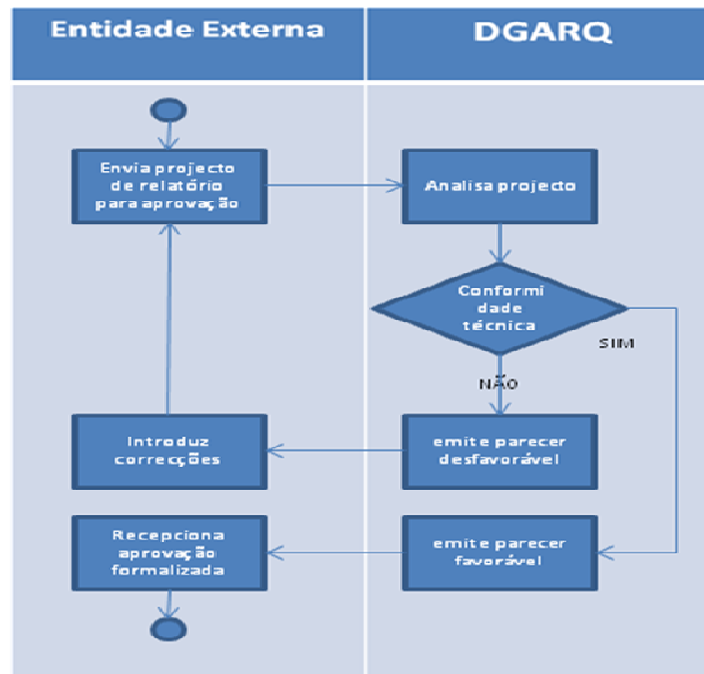 Entidade Externa
DGARQ
Envia projecto
de relatório
para aprovação
Analisa projecto
Conformi
dade
técnica
SIM
NÃO
Introduz
correcções
emite parecer
desfavorável
Recepciona
aprovação
formalizada
emite parecer
favorável